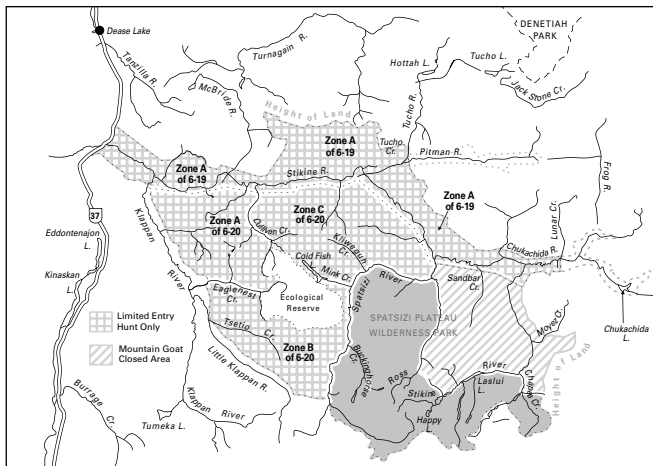 DENETIAH
PARK
Dease Lake
Tanzilla R.
McBride R.
Turnagain R.
Hottah L.
Tucho L.
Jack Stone Cr.
Tucho R.
Height of Land
Zone A
of 6-19
Tucho
Cr.
Pitman R.
Frog R.
Zone A
of 6-19
Stikine R.
Zone A
of 6-19
37
Klappan
River
Zone A
of 6-20
Zone C
of 6-20
Cullivan Cr.
Kliweguh
Cr.
Lunar Cr.
Chukachida R.
Eddontenajon
L.
Kinaskan
L.
Cold Fish
L.
Mink Cr.
Spatsizi
River
Sandbar
Cr.
Eaglenest
Cr.
Ecological
Reserve
Moyez Cr.
Chukachida
L.
Limited Entry
Hunt Only
Tsetio Cr.
SPATSIZI PLATEAU
WILDERNESS PARK
Mountain Goat
Closed Area
Zone B
of 6-20
Buckinghorse
Cr.
Little Klappan R.
Ross
River
Stikine
Laslui
L.
Chapea Cr.
Height of Land
Burrage Cr.
Klappan River
Tumeka L.
Happy
L.